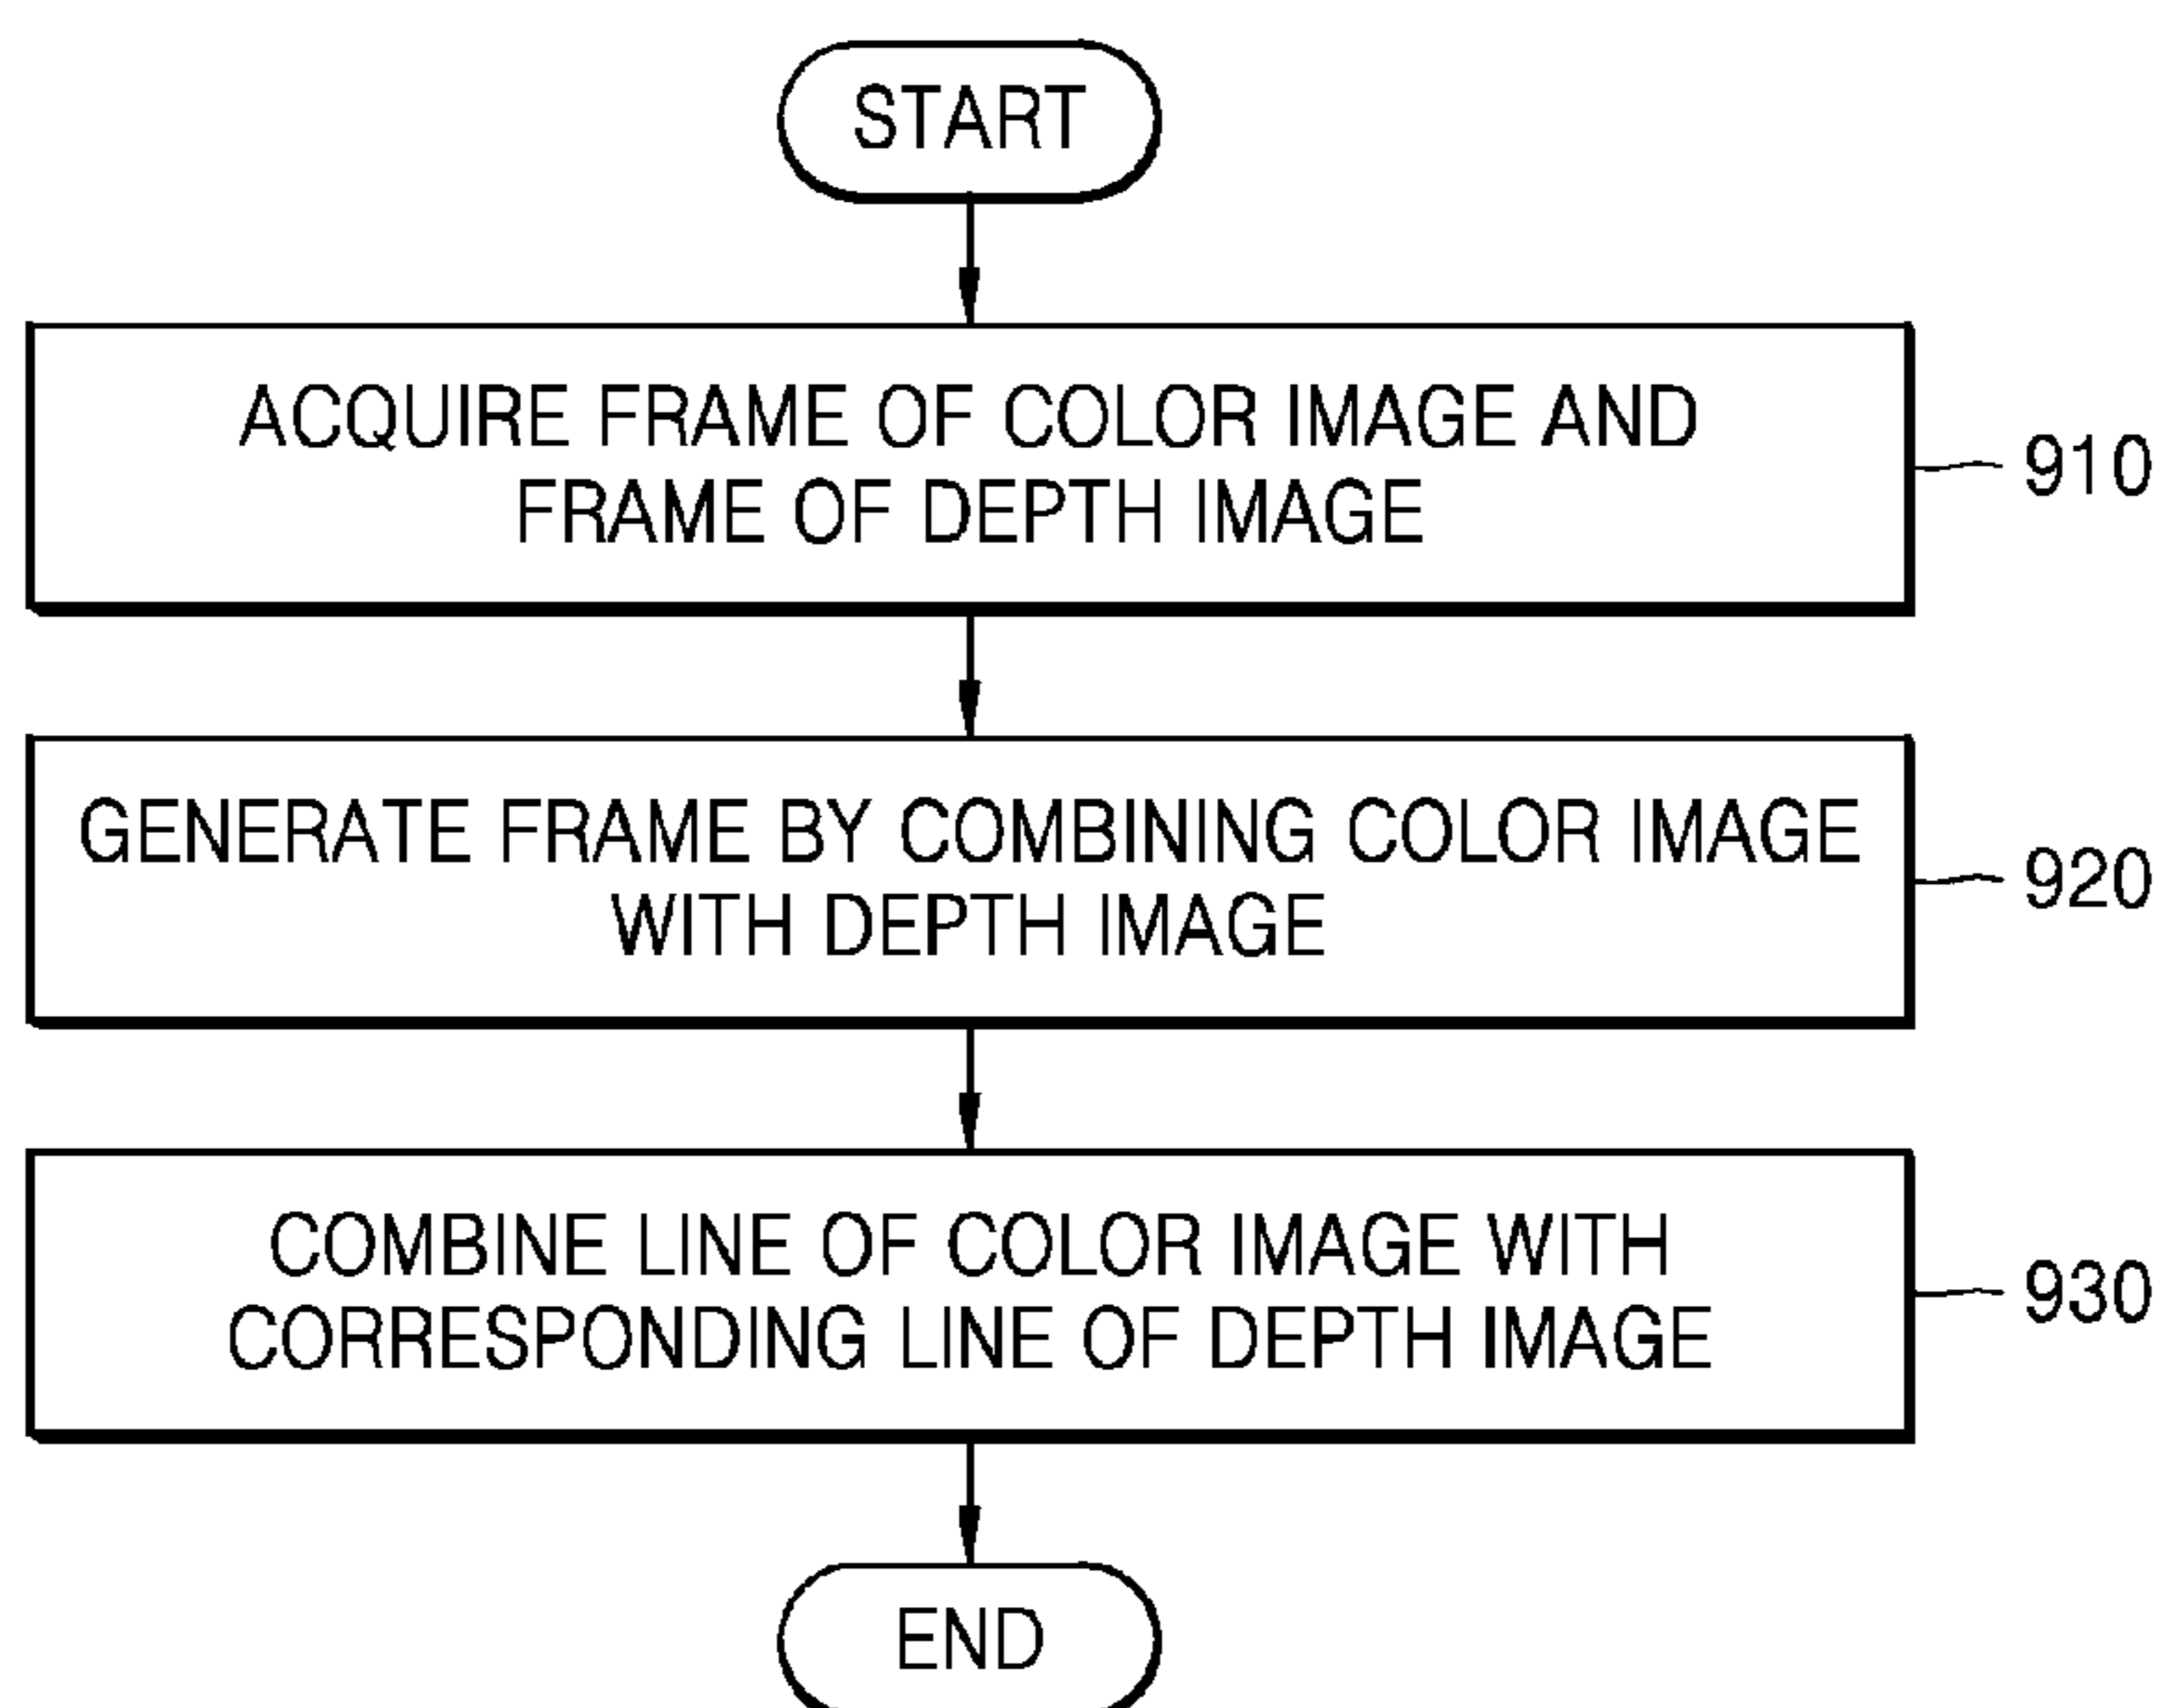 START
ACQUIRE FRAME OF COLOR IMAGE AND
FRAME OF DEPTH IMAGE
910
GENERATE FRAME BY COMBINING COLOR IMAGE
WITH DEPTH IMAGE
920
COMBINE LINE OF COLOR IMAGE WITH
CORRESPONDING LINE OF DEPTH IMAGE
930
END